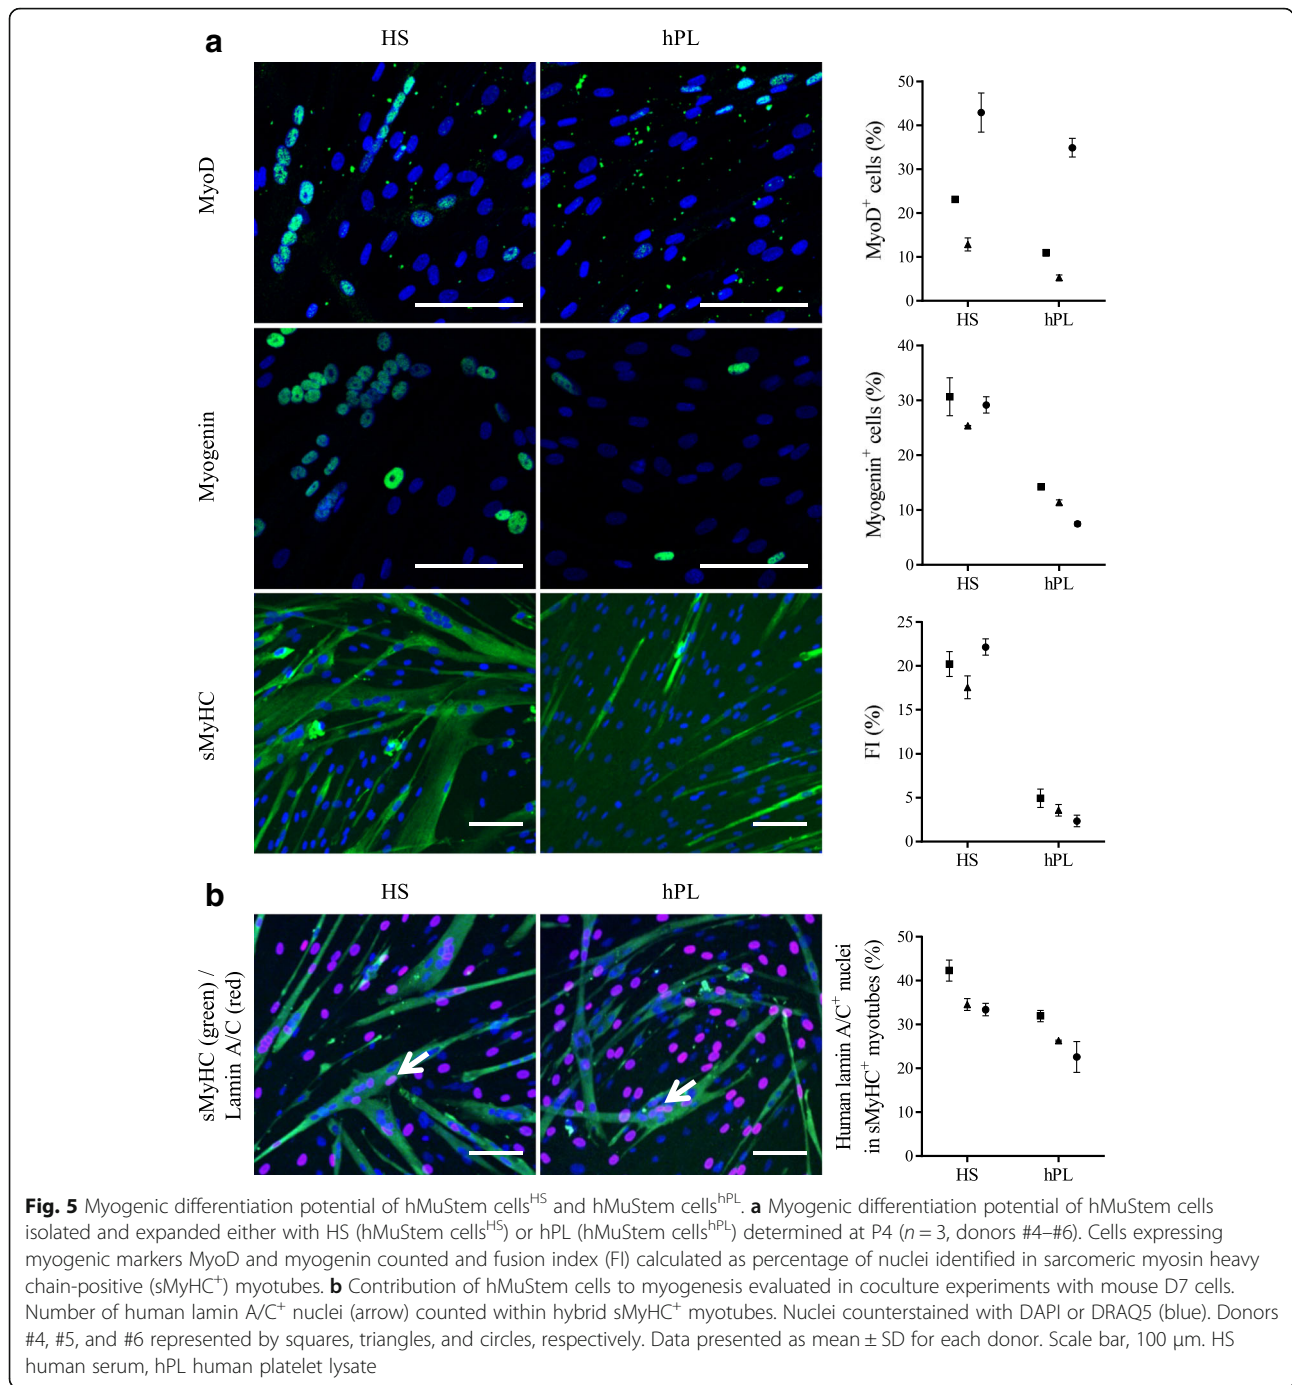 a
HS hPL
MyoD
50
40
30
20
10
0
MyoD⁺ cells (%)
HS hPL
Myogenin
40
30
20
10
0
Myogenin⁺ cells (%)
HS hPL
sMyHC
25
20
15
10
5
0
FI (%)
HS hPL
b
HS hPL
sMyHC (green) /
Lamin A/C (red)
Human lamin A/C⁺ nuclei
in sMyHC⁺ myotubes (%)
50
40
30
20
10
0
HS hPL
Fig. 5 Myogenic differentiation potential of hMuStem cellsᴴˢ and hMuStem cellsʰᴾᴸ. a Myogenic differentiation potential of hMuStem cells
isolated and expanded either with HS (hMuStem cellsᴴˢ) or hPL (hMuStem cellsʰᴾᴸ) determined at P4 (n = 3, donors #4–#6). Cells expressing
myogenic markers MyoD and myogenin counted and fusion index (FI) calculated as percentage of nuclei identified in sarcomeric myosin heavy
chain-positive (sMyHC⁺) myotubes. b Contribution of hMuStem cells to myogenesis evaluated in coculture experiments with mouse D7 cells.
Number of human lamin A/C⁺ nuclei (arrow) counted within hybrid sMyHC⁺ myotubes. Nuclei counterstained with DAPI or DRAQ5 (blue). Donors
#4, #5, and #6 represented by squares, triangles, and circles, respectively. Data presented as mean ± SD for each donor. Scale bar, 100 μm. HS
human serum, hPL human platelet lysate